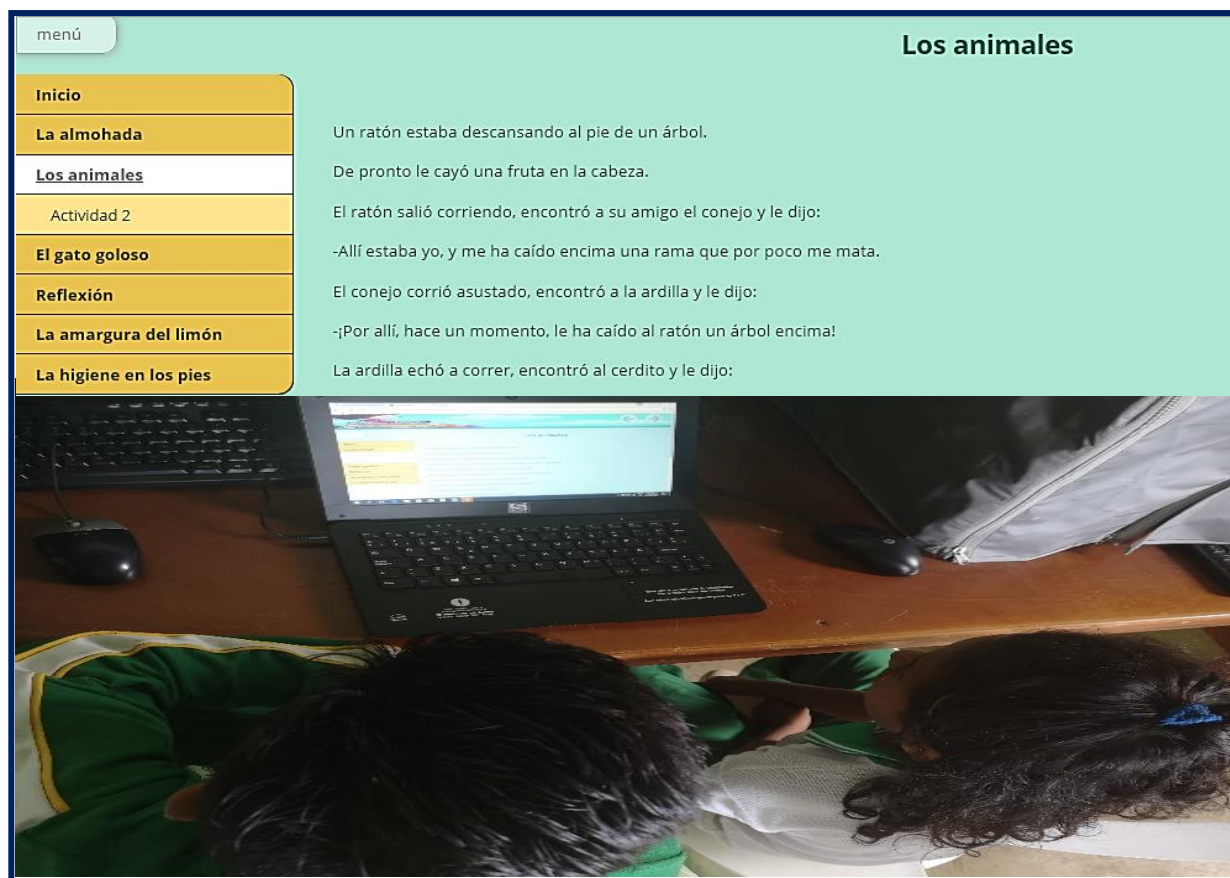 menú
Los animales
Inicio
La almohada
Los animales
Actividad 2
El gato goloso
Reflexión
La amargura del limón
La higiene en los pies
Un ratón estaba descansando al pie de un árbol.
De pronto le cayó una fruta en la cabeza.
El ratón salió corriendo, encontró a su amigo el conejo y le dijo:
-Allí estaba yo, y me ha caído encima una rama que por poco me mata.
El conejo corrió asustado, encontró a la ardilla y le dijo:
-¡Por allí, hace un momento, le ha caído al ratón un árbol encima!
La ardilla echó a correr, encontró al cerdito y le dijo: